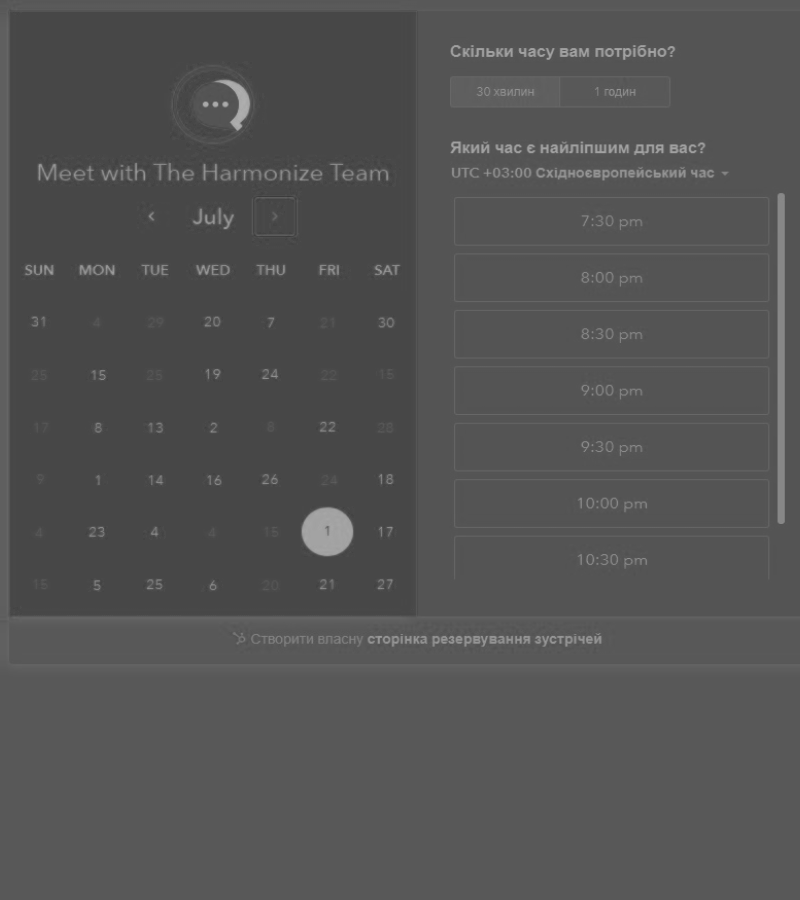 Meet with The Harmonize Team
July
SUN MON TUE WED THU FRI SAT
31 4 29 20 7 21 30
25 15 25 19 24 22 15
17 8 13 2 8 22 28
9 1 14 16 26 24 18
4 23 4 4 15 1 17
15 5 25 6 20 21 27
Скільки часу вам потрібно?
30 хвилин 1 годин
Який час є найліпшим для вас?
UTC +03:00 Східноєвропейський час
7:30 pm
8:00 pm
8:30 pm
9:00 pm
9:30 pm
10:00 pm
10:30 pm
Створити власну сторінка резервування зустрічей